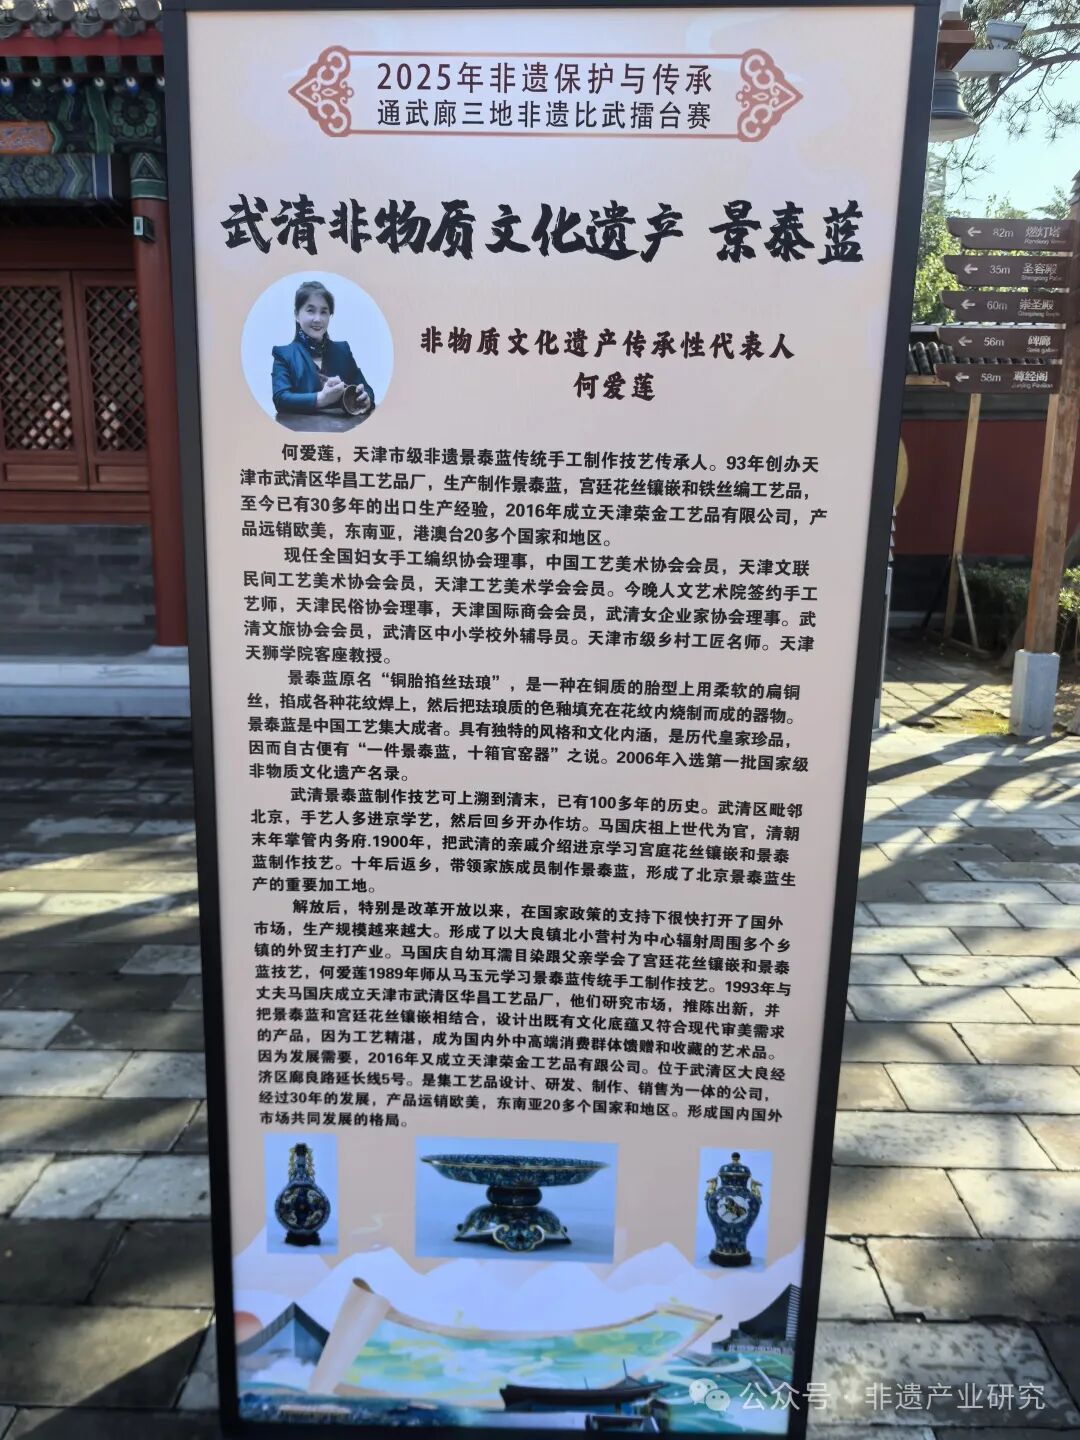 2025年非遗保护与传承
通武廊三地非遗比武擂台赛
武清非物质文化遗产 景泰蓝
非物质文化遗产传承性代表人
何爱莲
何爱莲，天津市级非遗景泰蓝传统手工制作技艺传承人。93年创办天
津市武清区华昌工艺品厂，生产制作景泰蓝，宫廷花丝镶嵌和铁丝编工艺品，
至今已有30多年的出口生产经验，2016年成立天津荣金工艺品有限公司，产
品远销欧美，东南亚，港澳台20多个国家和地区。
现任全国妇女手工编织协会理事，中国工艺美术协会会员，天津文联
民间工艺美术协会会员，天津工艺美术学会会员。今晚人文艺术院签约手工
艺师，天津民俗协会理事，天津国际商会会员，武清女企业家协会理事。武
清文旅协会会员，武清区中小学校外辅导员。天津市级乡村工匠名师。天津
天狮学院客座教授。
景泰蓝原名“铜胎掐丝珐琅”，是一种在铜质的胎型上用柔软的扁铜
丝，掐成各种花纹焊上，然后把珐琅质的色釉填充在花纹内烧制而成的器物。
景泰蓝是中国工艺集大成者。具有独特的风格和文化内涵，是历代皇家珍品，
因而自古便有“一件景泰蓝，十箱官窑器”之说。2006年入选第一批国家级
非物质文化遗产名录。
武清景泰蓝制作技艺可上溯到清末，已有100多年的历史。武清区毗邻
北京，手艺人多进京学艺，然后回乡开办作坊。马国庆祖上世代为官，清朝
末年掌管内务府.1900年，把武清的亲戚介绍进京学习宫庭花丝镶嵌和景泰
蓝制作技艺。十年后返乡，带领家族成员制作景泰蓝，形成了北京景泰蓝生
产的重要加工地。
解放后，特别是改革开放以来，在国家政策的支持下很快打开了国外
市场，生产规模越来越大。形成了以大良镇北小营村为中心辐射周围多个乡
镇的外贸主打产业。马国庆自幼耳濡目染跟父亲学会了宫廷花丝镶嵌和景泰
蓝技艺，何爱莲1989年师从马玉元学习景泰蓝传统手工制作技艺。1993年与
丈夫马国庆成立天津市武清区华昌工艺品厂，他们研究市场，推陈出新，并
把景泰蓝和宫廷花丝镶嵌相结合，设计出既有文化底蕴又符合现代审美需求
的产品，因为工艺精湛，成为国内外中高端消费群体馈赠和收藏的艺术品。
因为发展需要，2016年又成立天津荣金工艺品有跟公司。位于武清区大良经
济区廊良路延长线5号。是集工艺品设计、研发、制作、销售为一体的公司，
经过30年的发展，产品运销欧美，东南亚20多个国家和地区。形成国内国外
市场共同发展的格局。
82m 燃灯塔
35m 圣容殿
60m 崇圣殿
56m 碑廊
58m 尊经阁
公众号·非遗产业研究